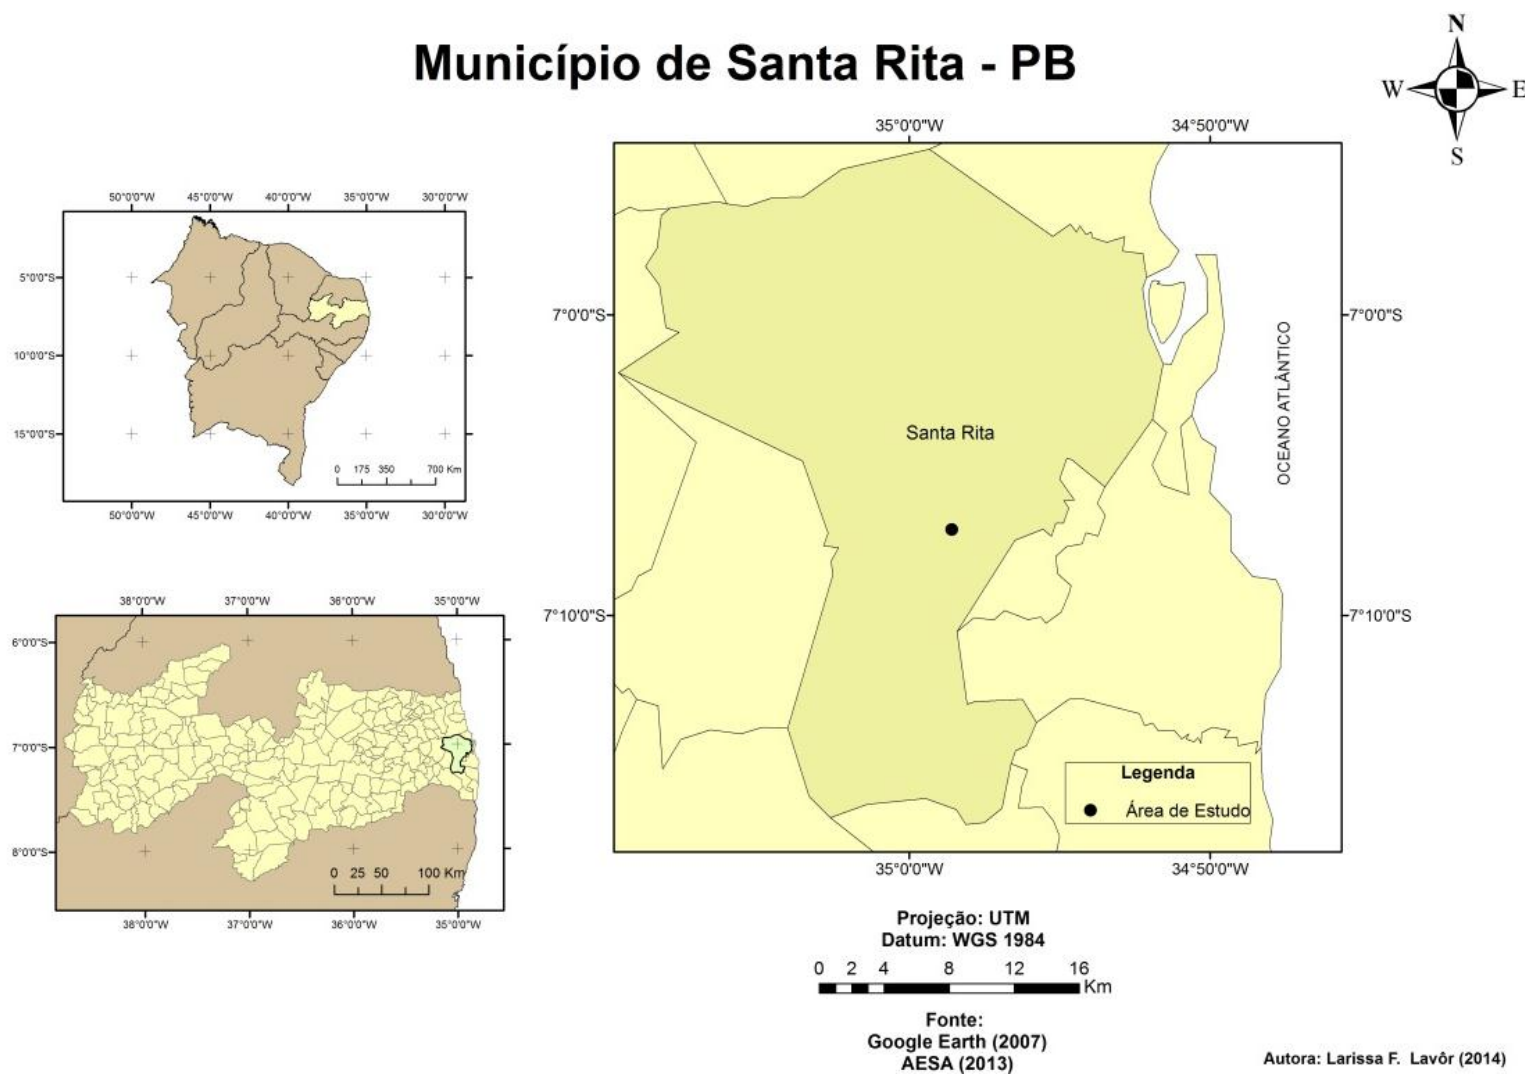 Município de Santa Rita - PB
N
W E
S
50°0'0"W 45°0'0"W 40°0'0"W 35°0'0"W 30°0'0"W
5°0'0"S
10°0'0"S
15°0'0"S
0 175 350 700 Km
50°0'0"W 45°0'0"W 40°0'0"W 35°0'0"W 30°0'0"W
38°0'0"W 37°0'0"W 36°0'0"W 35°0'0"W
6°0'0"S
7°0'0"S
8°0'0"S
0 25 50 100 Km
38°0'0"W 37°0'0"W 36°0'0"W 35°0'0"W
35°0'0"W 34°50'0"W
7°0'0"S 7°0'0"S
OCEANO ATLÂNTICO
Santa Rita
7°10'0"S 7°10'0"S
Legenda
Área de Estudo
35°0'0"W 34°50'0"W
Projeção: UTM
Datum: WGS 1984
0 2 4 8 12 16
Km
Fonte:
Google Earth (2007)
AESA (2013)
Autora: Larissa F. Lavôr (2014)